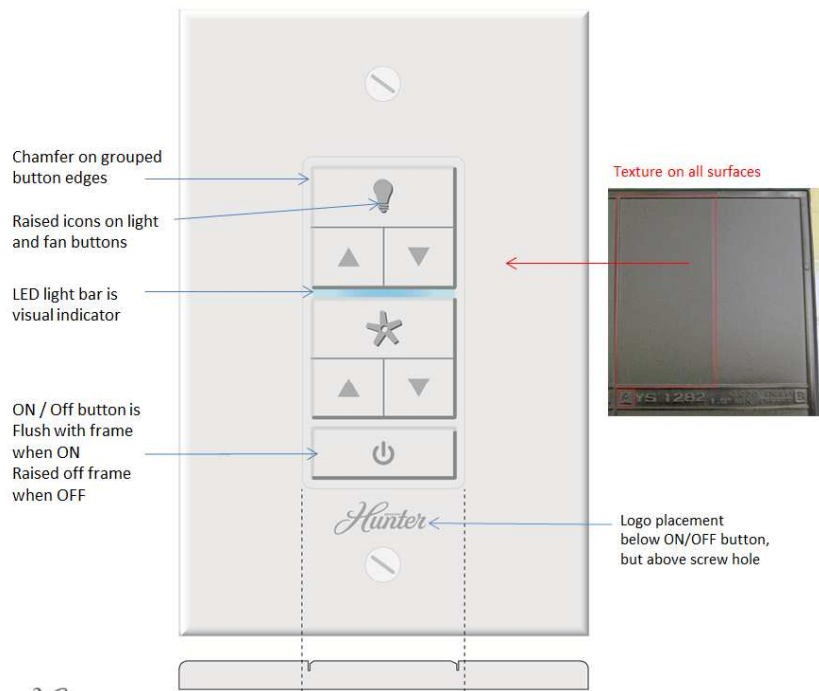 Chamfer on grouped
button edges
Texture on all surfaces
Raised icons on light
and fan buttons
LED light bar is
visual indicator
YS 1282
ON / Off button is
Flush with frame
when ON
Raised off frame
when OFF
Hunter
Logo placement
below ON/OFF button,
but above screw hole